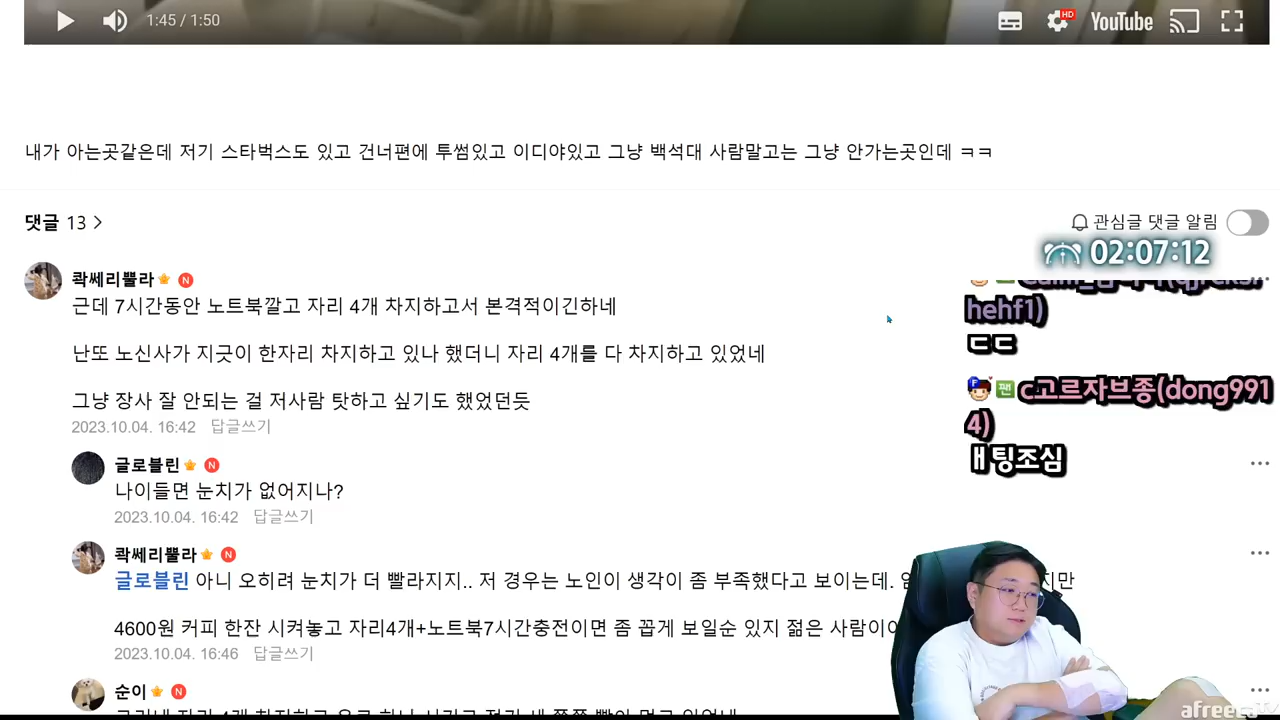 1:45 / 1:50
HD
YouTube
내가 아는곳같은데 저기 스타벅스도 있고 건너편에 투썸있고 이디야있고 그냥 백석대 사람말고는 그냥 안가는곳인데 ㅋㅋ
댓글 13 >
관심글 댓글 알림
02:07:12
콱쎄리뿔라 N
근데 7시간동안 노트북깔고 자리 4개 차지하고서 본격적이긴하네
난또 노신사가 지긋이 한자리 차지하고 있나 했더니 자리 4개를 다 차지하고 있었네
그냥 장사 잘 안되는 걸 저사람 탓하고 싶기도 했었던듯
2023.10.04. 16:42 답글쓰기
hehf1)
ㄷㄷ
F 팬 c고르자브종(dong991
4)
채팅조심
글로블린 N
나이들면 눈치가 없어지나?
2023.10.04. 16:42 답글쓰기
콱쎄리뿔라 N
글로블린 아니 오히려 눈치가 더 빨라지지.. 저 경우는 노인이 생각이 좀 부족했다고 보이는데.
4600원 커피 한잔 시켜놓고 자리4개+노트북7시간충전이면 좀 꼽게 보일순 있지 젊은 사람이
2023.10.04. 16:46 답글쓰기
순이 N
afreecaTV